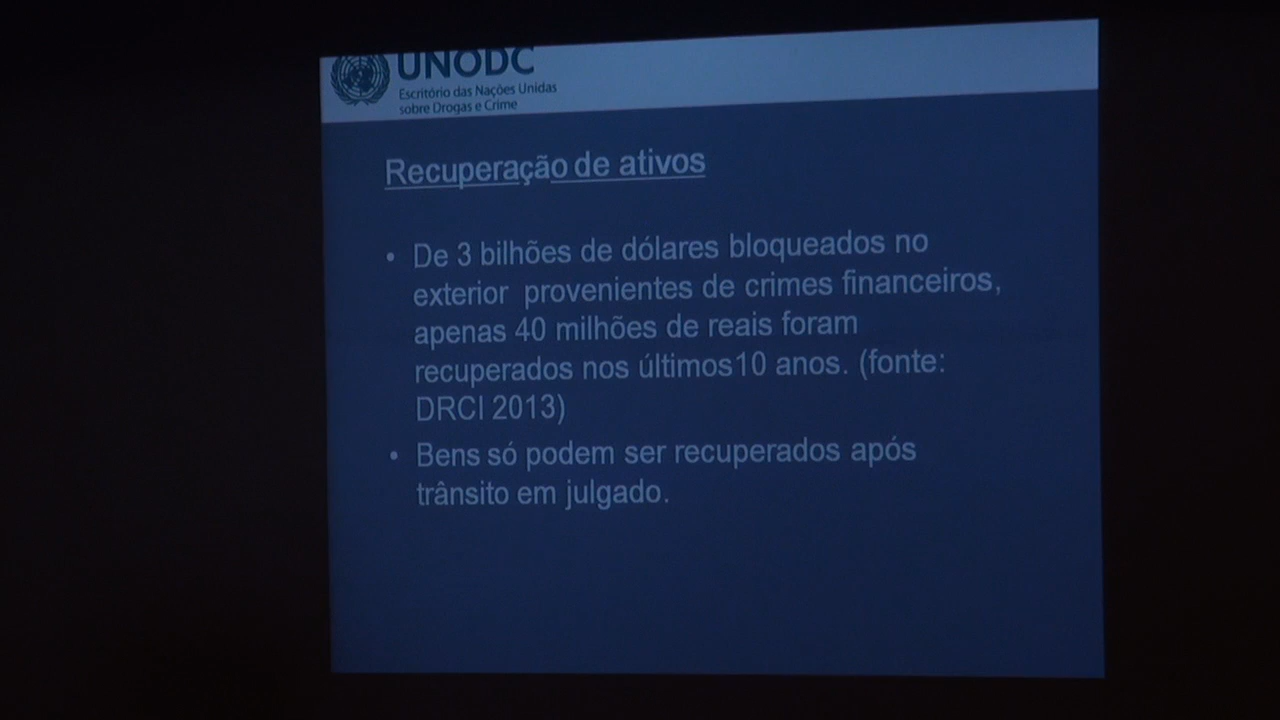 UNODC
Escritório das Nações Unidas
sobre Drogas e Crime
Recuperação de ativos
• De 3 bilhões de dólares bloqueados no
exterior provenientes de crimes financeiros,
apenas 40 milhões de reais foram
recuperados nos últimos10 anos. (fonte:
DRCI 2013)
• Bens só podem ser recuperados após
trânsito em julgado.